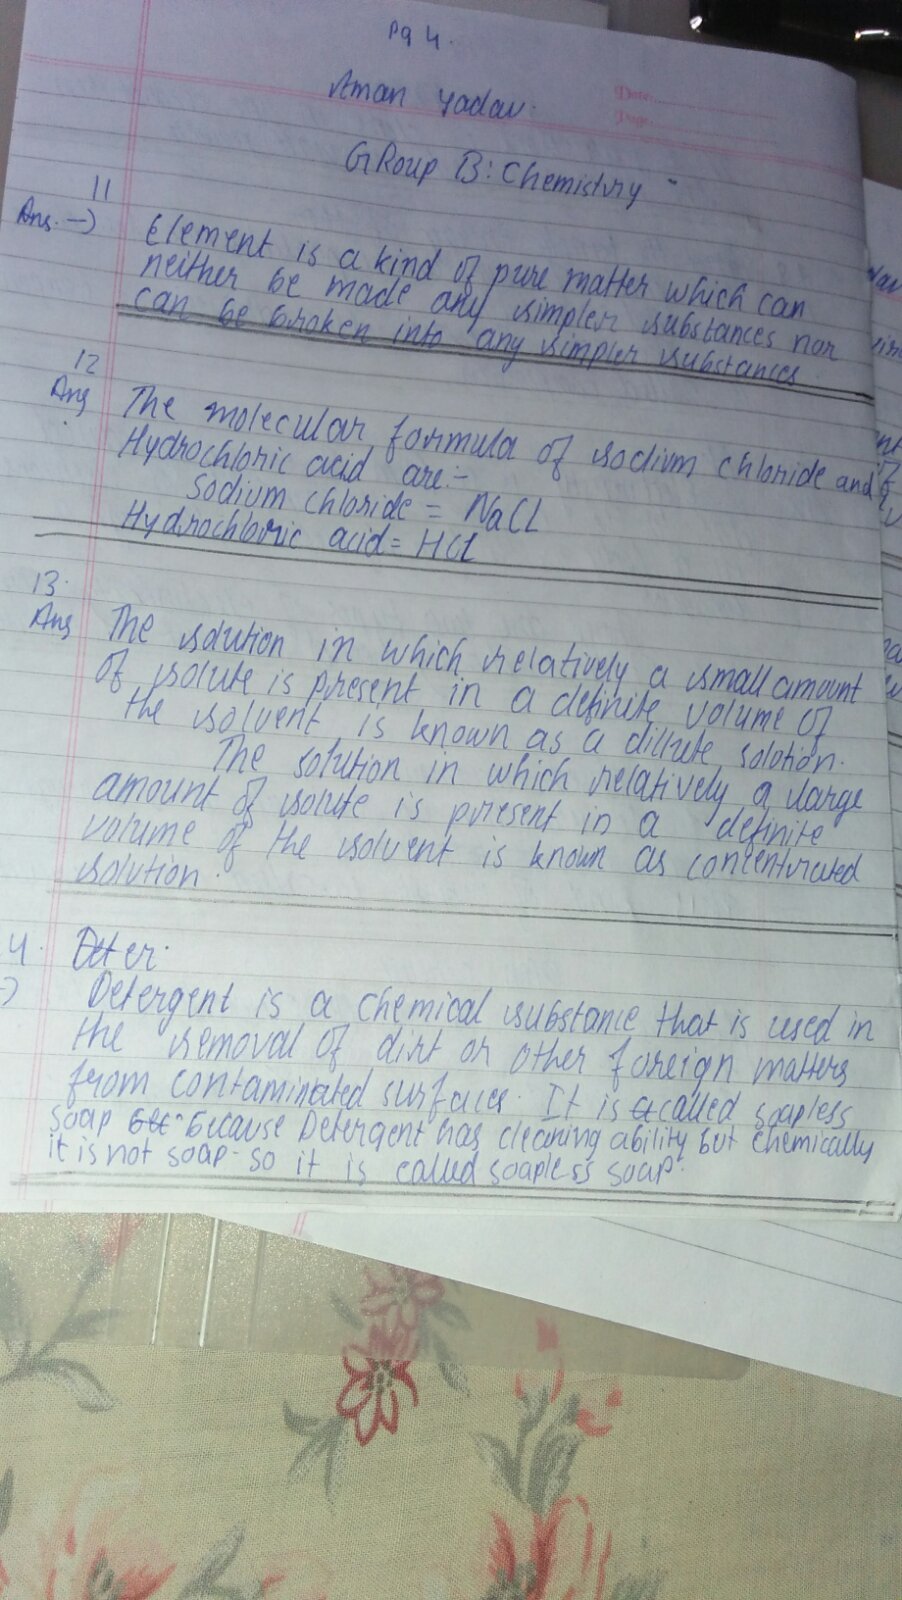 Pg 4.
Aman Yadav.
Date:
Page:
GRoup B: Chemistry
11
Ans. →) Element is a kind of pure matter which can
neither be made any simpler substances nor
can be broken into any simpler substances
12
Ans The molecular formula of sodium chloride and
Hydrochloric acid are:-
Sodium chloride = NaCl
Hydrochloric acid = HCl
13.
Ans The solution in which relatively a small amount
of solute is present in a definite volume of
the solvent is known as a dillute solotion.
The solution in which relatively a large
amount of solute is present in a definite
volume of the solvent is known as concentrated
solution.
4. Deter.
→) Detergent is a chemical substance that is used in
the removal of dirt or other foreign matters
from contaminated surfaces. It is called soapless
soap because Detergent has cleaning ability but chemically
it is not soap. so it is called soapless soap.